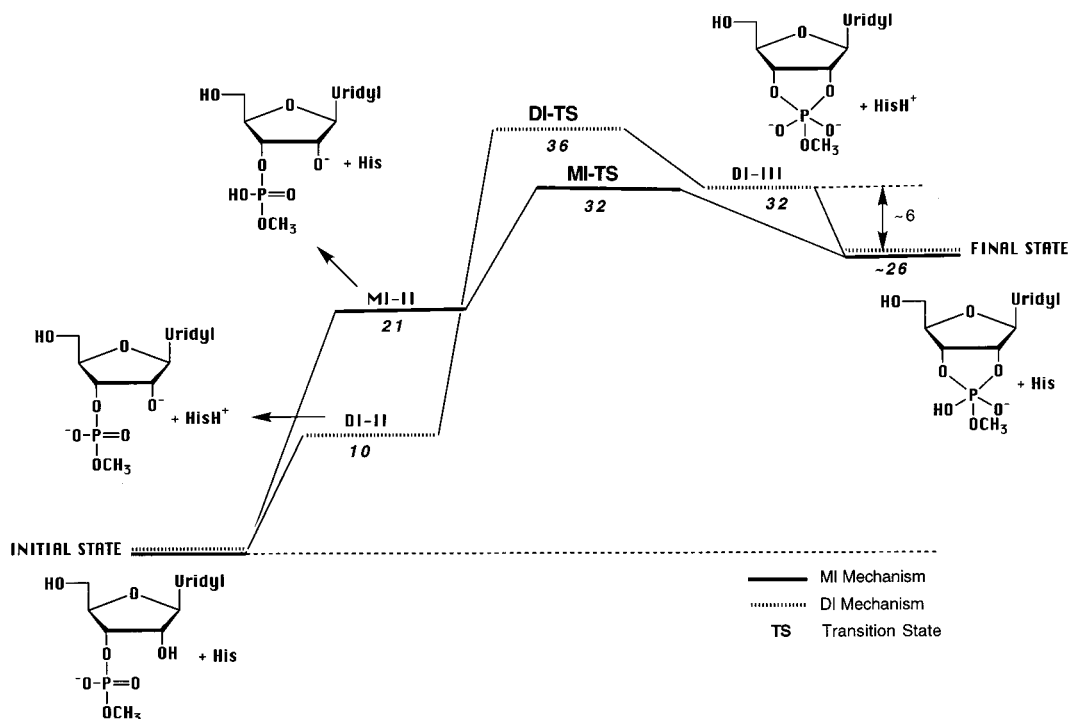 HO
O
Uridyl
O
O⁻
+ His
HO-P=O
OCH₃
HO
O
Uridyl
O
O
P
⁻O
O⁻
OCH₃
+ HisH⁺
DI-TS
36
MI-TS
32
DI-III
32
~6
FINAL STATE
~26
MI-II
21
HO
O
Uridyl
O
O⁻
+ HisH⁺
⁻O-P=O
OCH₃
DI-II
10
HO
O
Uridyl
O
O
P
HO
O⁻
OCH₃
+ His
INITIAL STATE
HO
O
Uridyl
O
OH
+ His
⁻O-P=O
OCH₃
MI Mechanism
DI Mechanism
TS Transition State